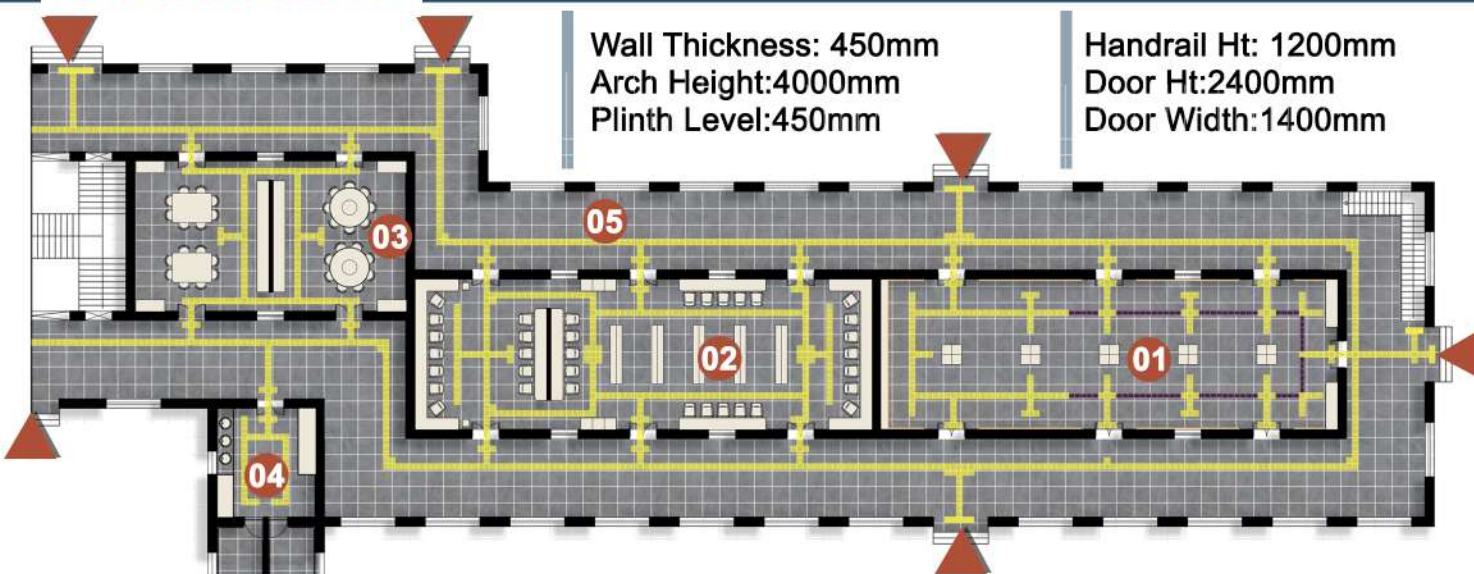 Wall Thickness: 450mm
Arch Height:4000mm
Plinth Level:450mm
Handrail Ht: 1200mm
Door Ht:2400mm
Door Width:1400mm
03
05
02
01
04